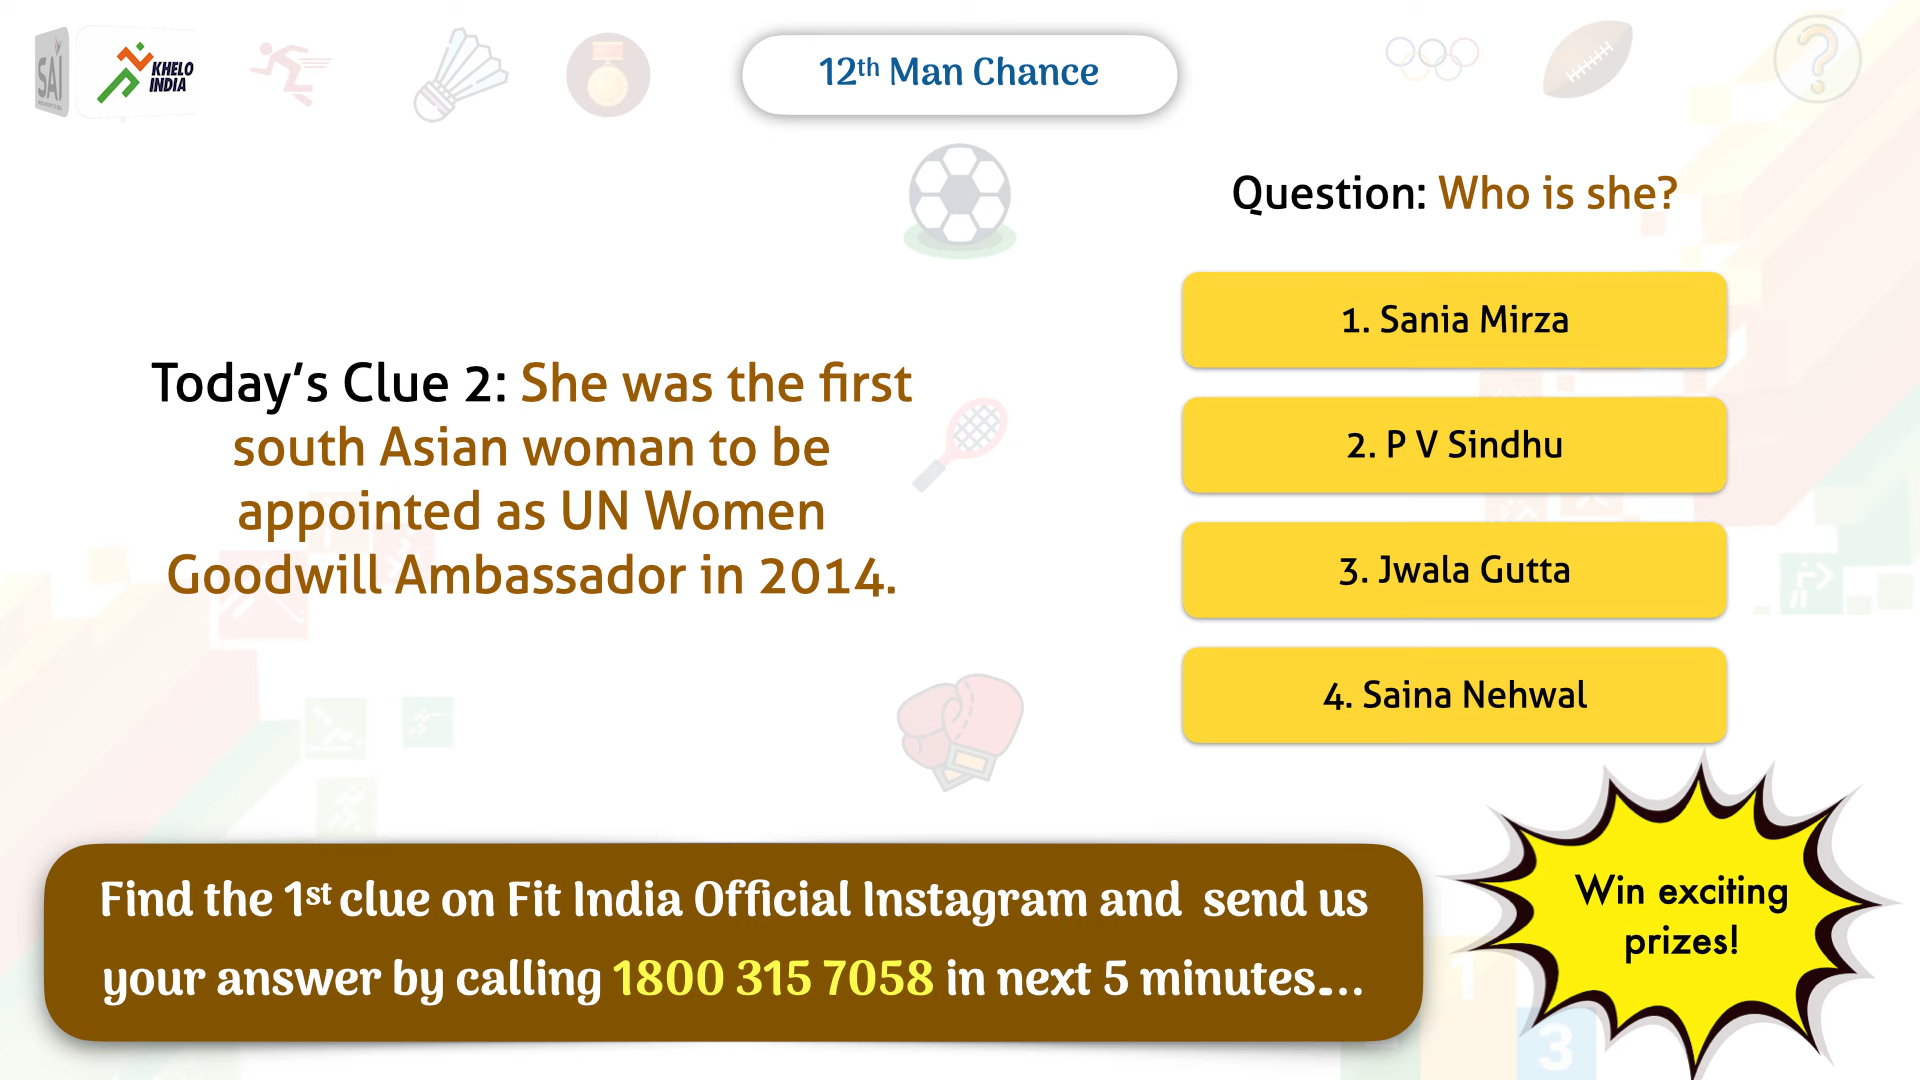 SAI
KHELO
INDIA
12th Man Chance
Question: Who is she?
1. Sania Mirza
2. P V Sindhu
3. Jwala Gutta
4. Saina Nehwal
Today's Clue 2: She was the first
south Asian woman to be
appointed as UN Women
Goodwill Ambassador in 2014.
Find the 1st clue on Fit India Official Instagram and send us
your answer by calling 1800 315 7058 in next 5 minutes....
Win exciting
prizes!
1
3